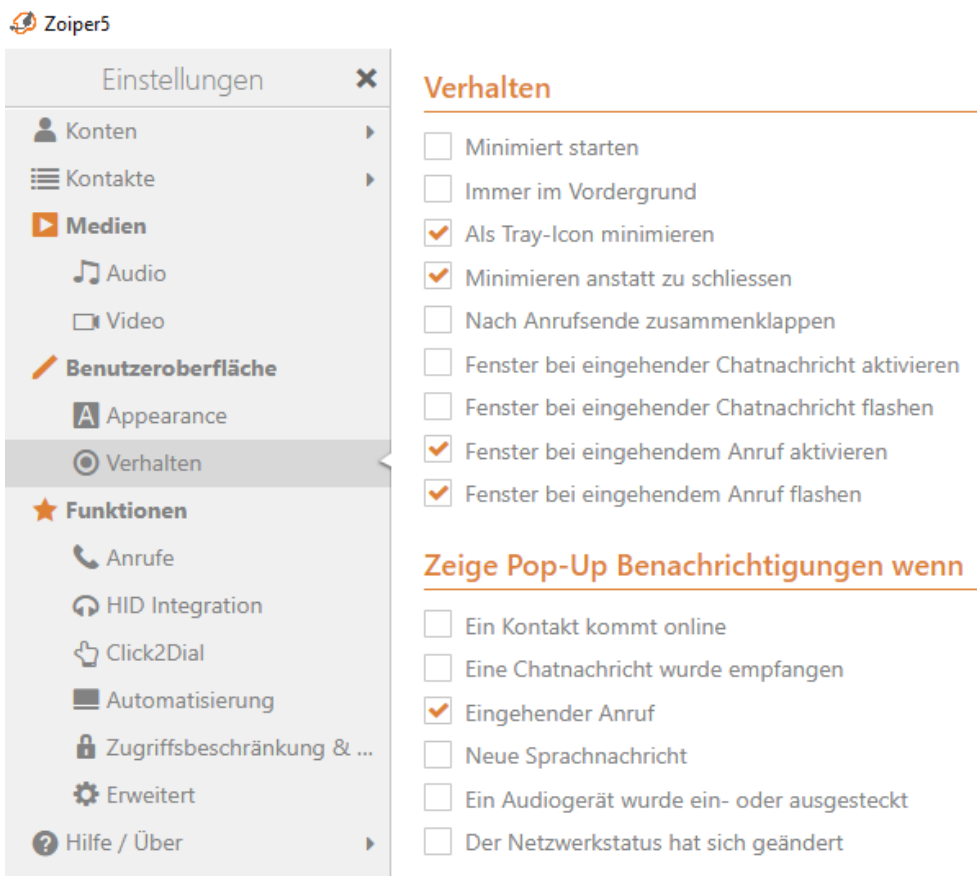 Zoiper5
Einstellungen
Konten
Kontakte
Medien
Audio
Video
Benutzeroberfläche
Appearance
Verhalten
Funktionen
Anrufe
HID Integration
Click2Dial
Automatisierung
Zugriffsbeschränkung & ...
Erweitert
Hilfe / Über
Verhalten
Minimiert starten
Immer im Vordergrund
Als Tray-Icon minimieren
Minimieren anstatt zu schliessen
Nach Anrufsende zusammenklappen
Fenster bei eingehender Chatnachricht aktivieren
Fenster bei eingehender Chatnachricht flashen
Fenster bei eingehendem Anruf aktivieren
Fenster bei eingehendem Anruf flashen
Zeige Pop-Up Benachrichtigungen wenn
Ein Kontakt kommt online
Eine Chatnachricht wurde empfangen
Eingehender Anruf
Neue Sprachnachricht
Ein Audiogerät wurde ein- oder ausgesteckt
Der Netzwerkstatus hat sich geändert